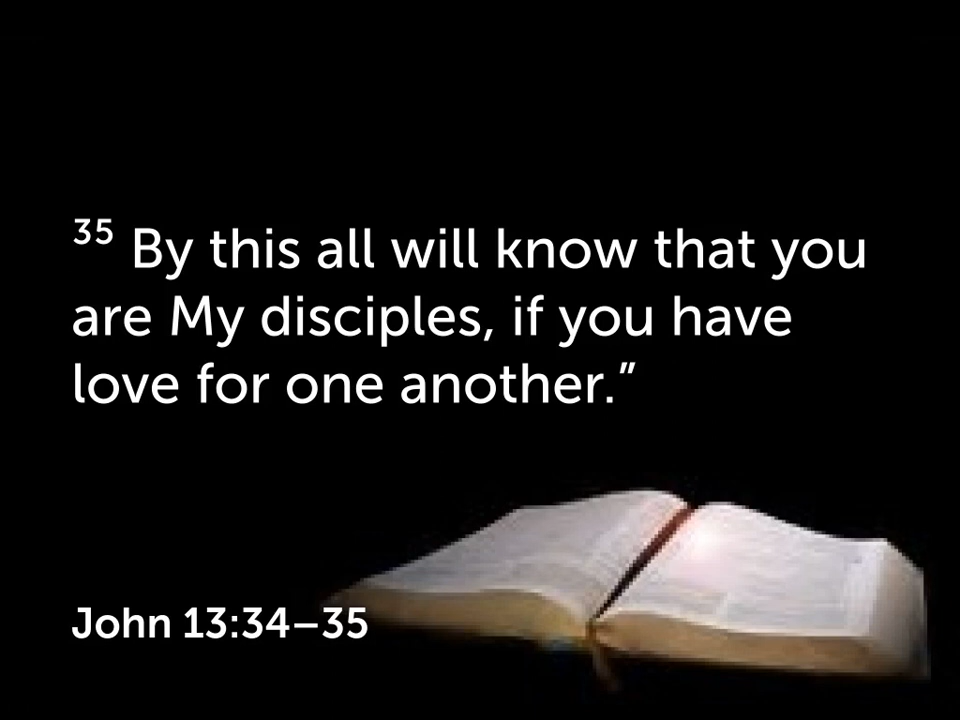 ³⁵ By this all will know that you
are My disciples, if you have
love for one another.”
John 13:34–35